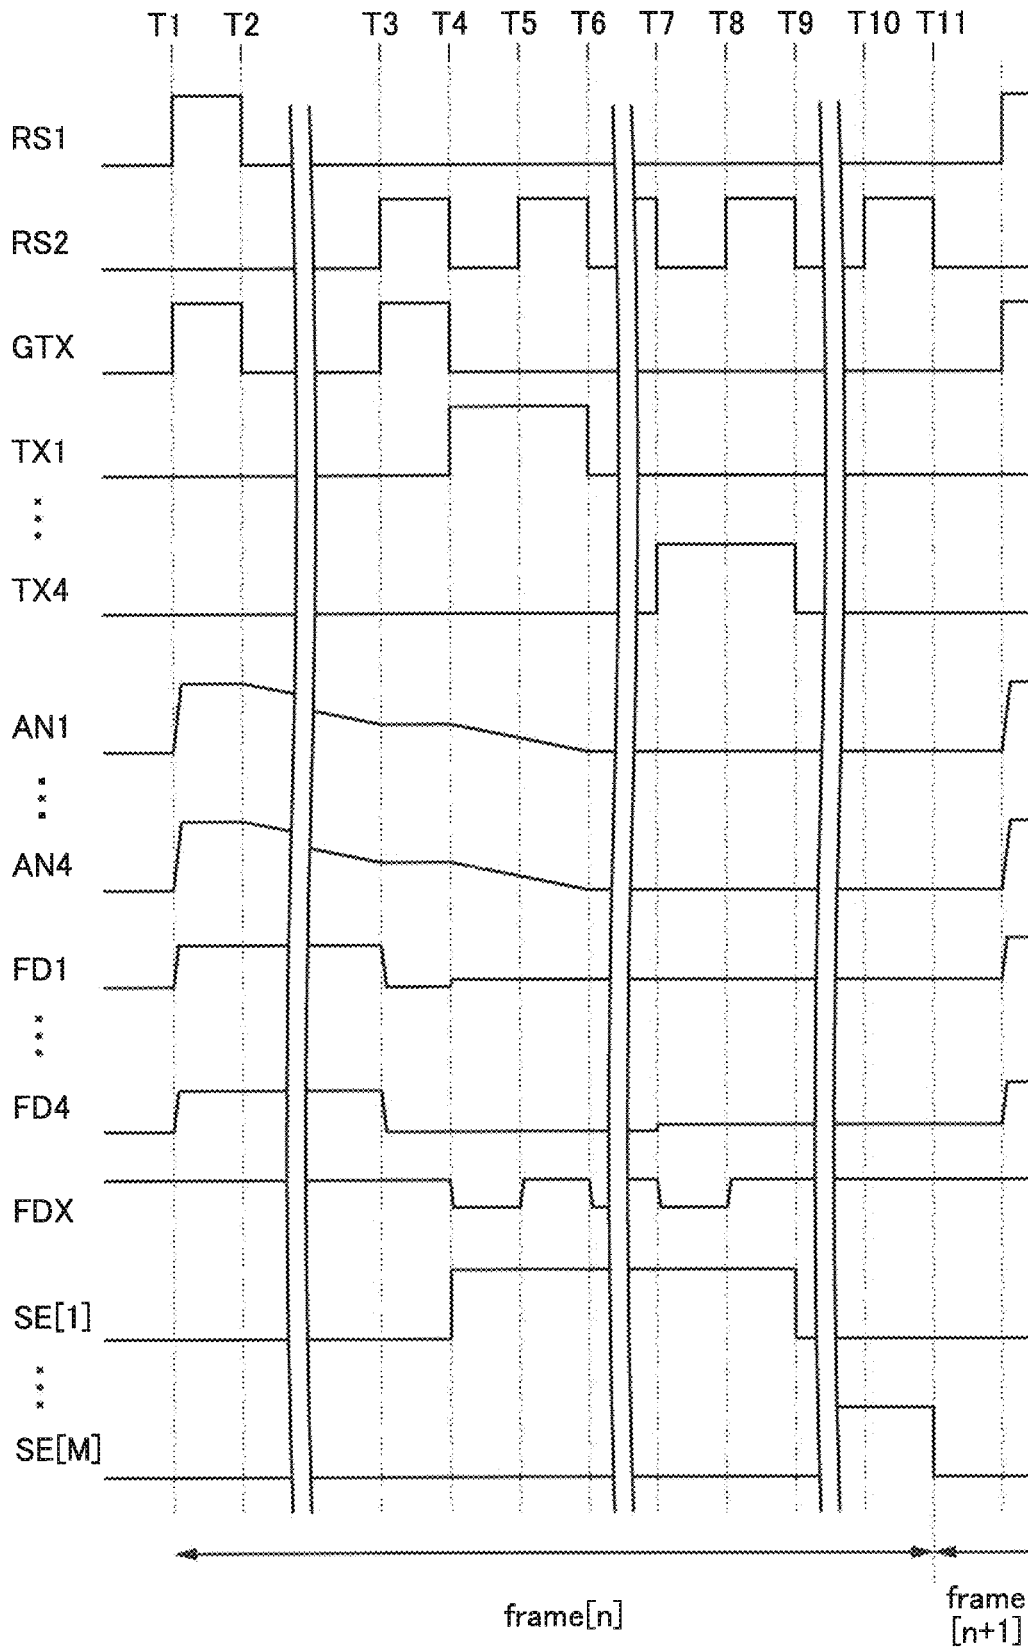 T1 T2 T3 T4 T5 T6 T7 T8 T9 T10 T11
RS1
RS2
GTX
TX1
TX4
AN1
AN4
FD1
FD4
FDX
SE[1]
SE[M]
frame[n]
frame
[n+1]